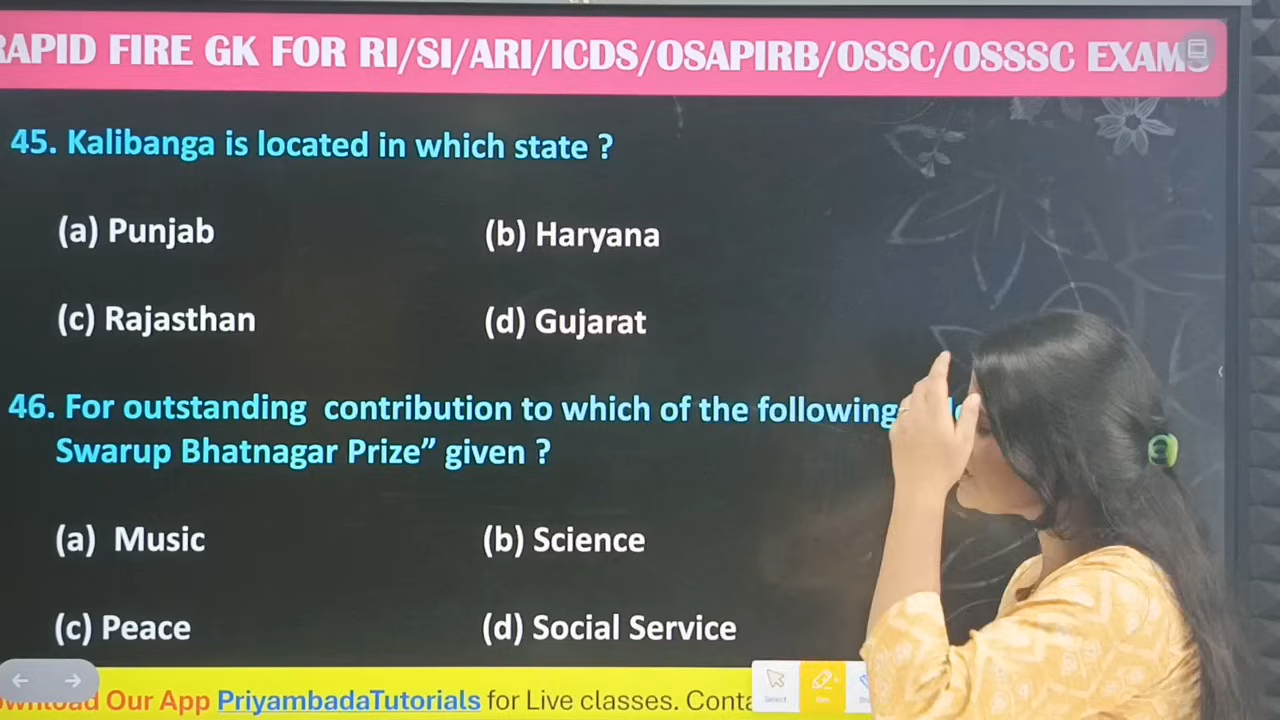 RAPID FIRE GK FOR RI/SI/ARI/ICDS/OSAPIRB/OSSC/OSSSC EXAMS
45. Kalibanga is located in which state ?
(a) Punjab (b) Haryana
(c) Rajasthan (d) Gujarat
46. For outstanding contribution to which of the following
Swarup Bhatnagar Prize” given ?
(a) Music (b) Science
(c) Peace (d) Social Service
Our App PriyambadaTutorials for Live classes.
Select